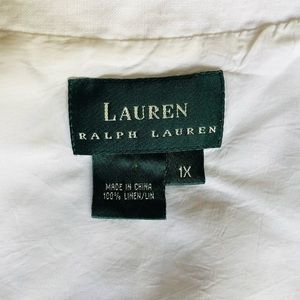 LAUREN
RALPH LAUREN
1X
MADE IN CHINA
100% LINEN/LIN